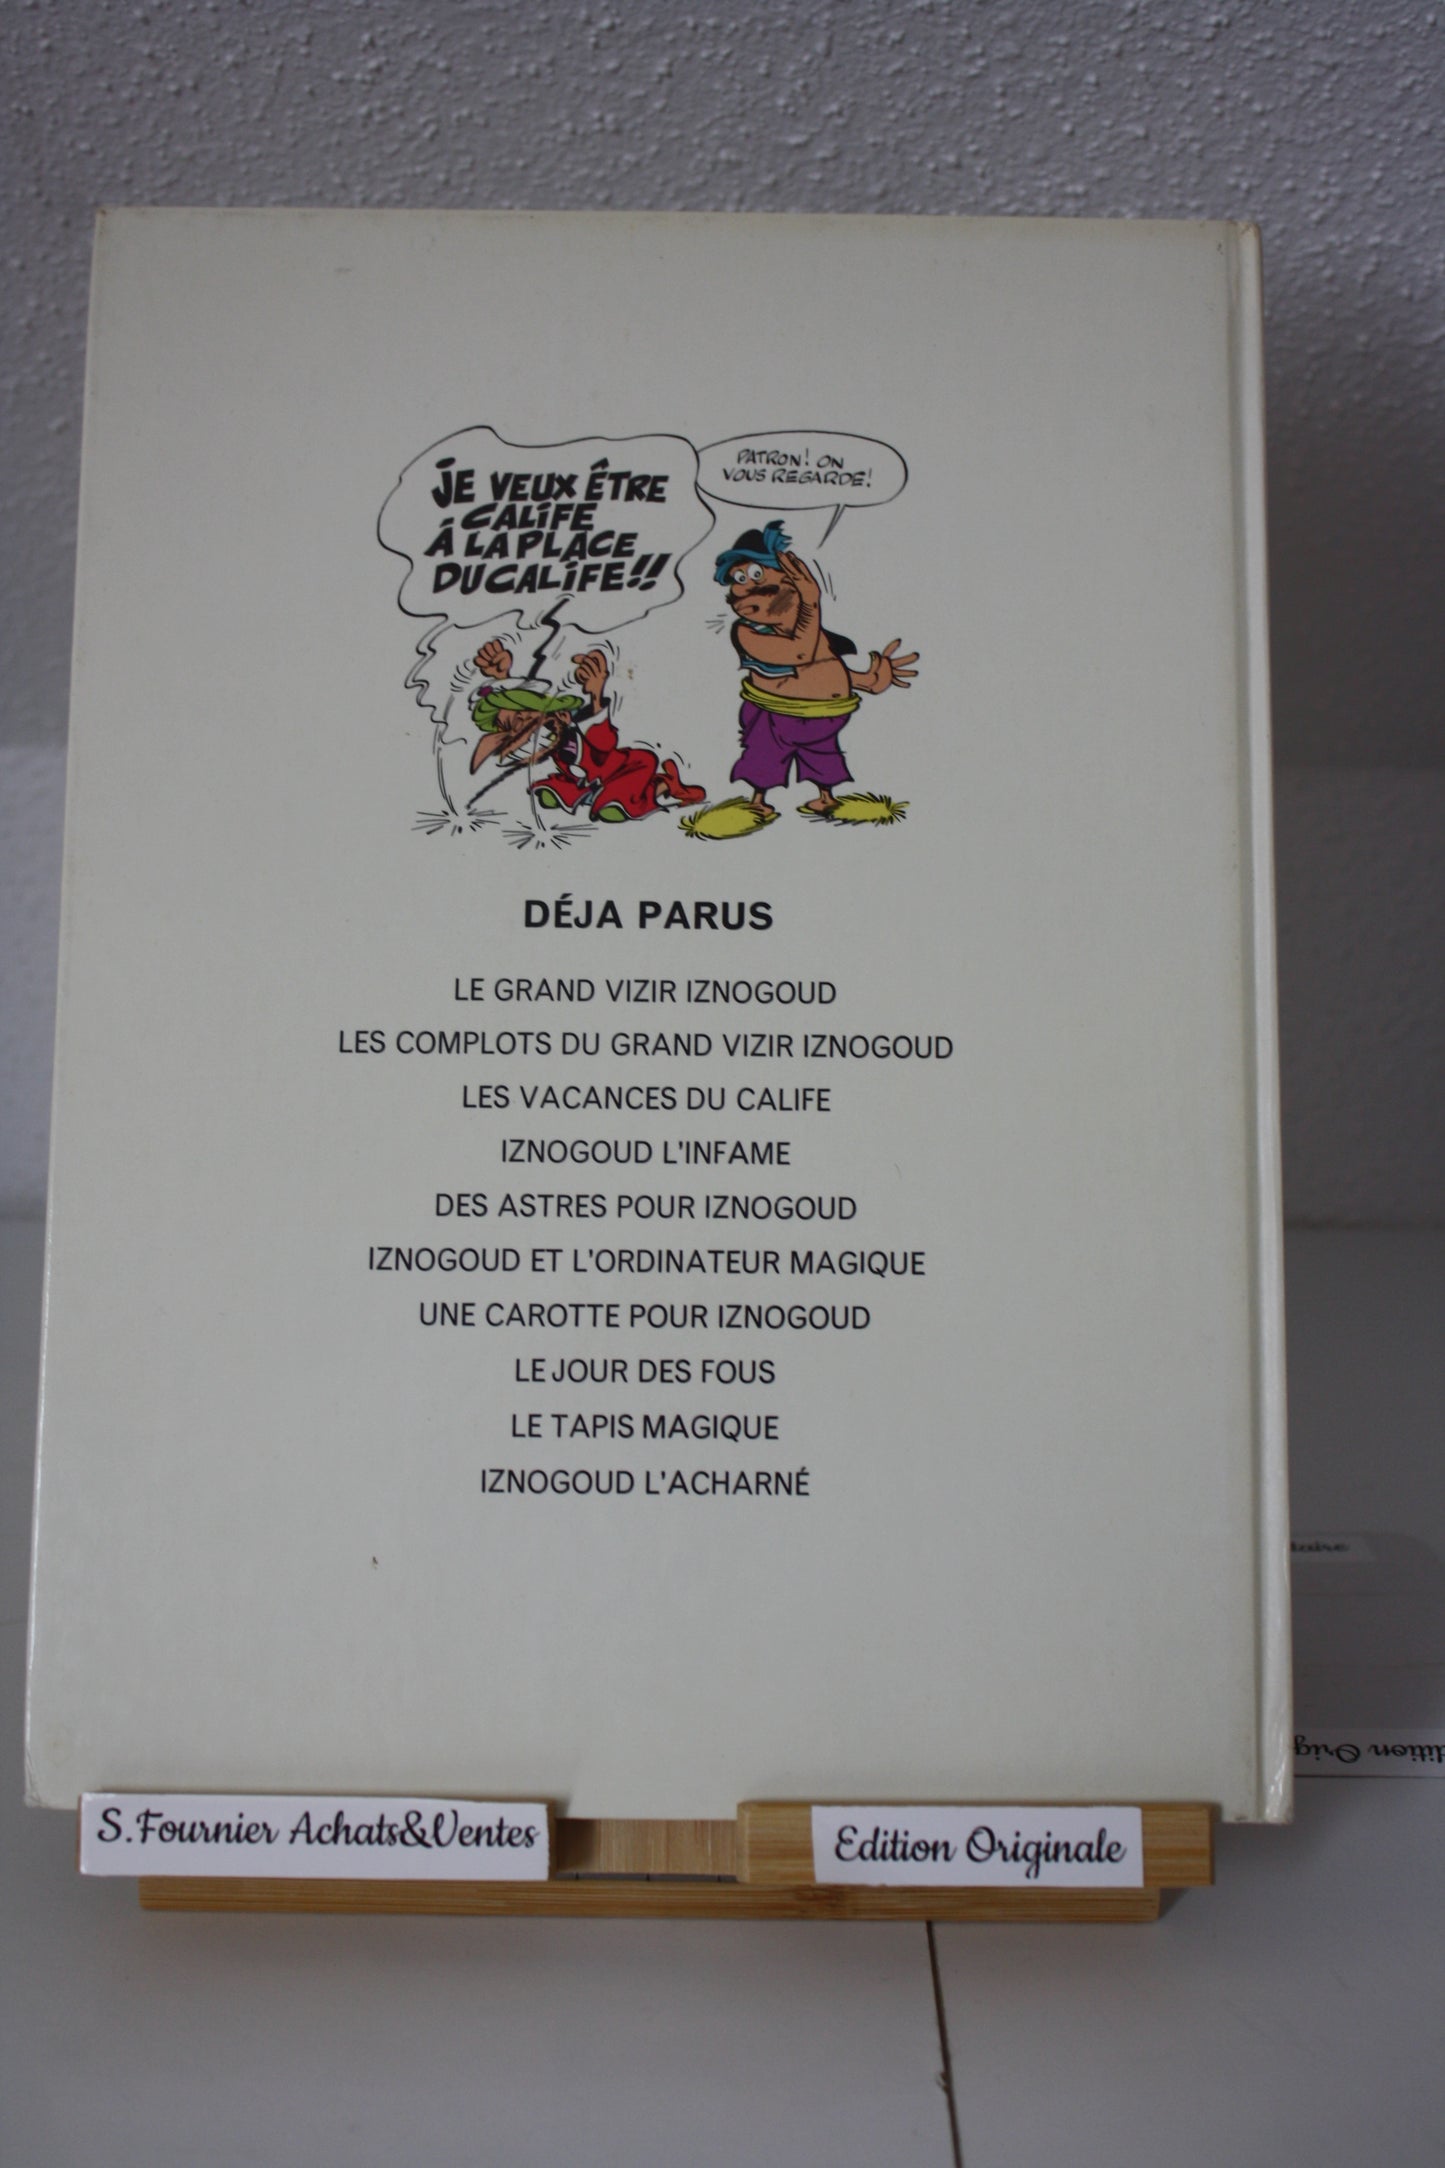 JE VEUX ÊTRE
CALIFE
À LA PLACE
DU CALIFE!!
PATRON! ON
VOUS REGARDE!
DÉJA PARUS
LE GRAND VIZIR IZNOGOUD
LES COMPLOTS DU GRAND VIZIR IZNOGOUD
LES VACANCES DU CALIFE
IZNOGOUD L'INFAME
DES ASTRES POUR IZNOGOUD
IZNOGOUD ET L'ORDINATEUR MAGIQUE
UNE CAROTTE POUR IZNOGOUD
LE JOUR DES FOUS
LE TAPIS MAGIQUE
IZNOGOUD L'ACHARNÉ
S.Fournier Achats&Ventes
Edition Originale